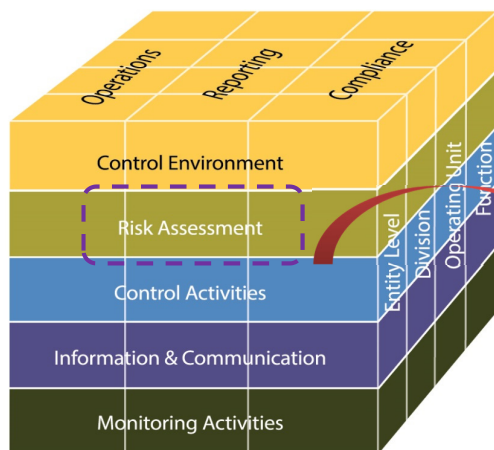 Operations
Reporting
Compliance
Control Environment
Risk Assessment
Control Activities
Information & Communication
Monitoring Activities
Entity Level
Division
Operating Unit
Function